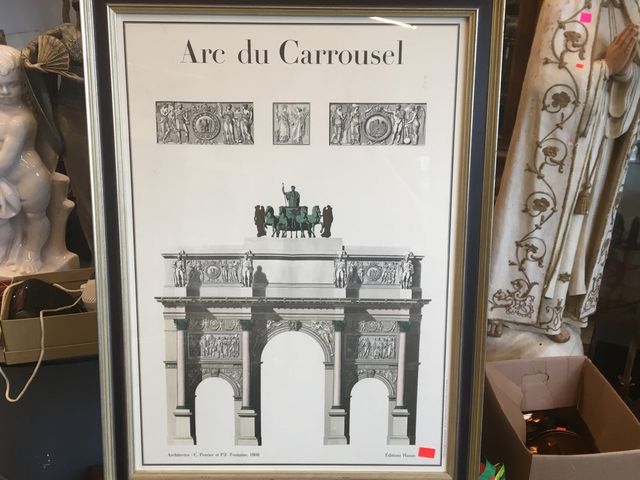 Arc du Carrousel
Architectes : C. Percier et P.F. Fontaine, 1808
Éditions Hazan